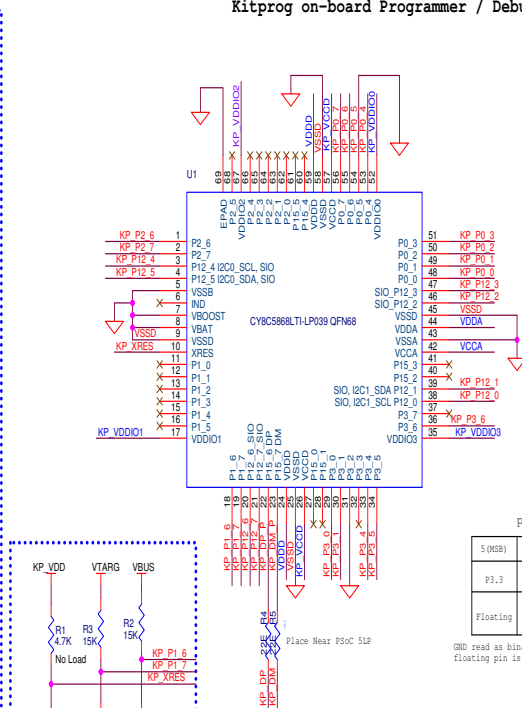 Kitprog on-board Programmer / Debu
KP_VDDIO2
VDDD
VSSD
KP_VCCD
KP_P0_7
KP_P0_6
KP_P0_5
KP_P0_4
KP_VDDIO0
U1
69 68 67 66 65 64 63 62 61 60 59 58 57 56 55 54 53 52
EPAD
P2_5
VDDIO2
P2_4
P2_3
P2_2
P2_1
P2_0
P15_5
P15_4
VDDD
VSSD
VCCD
P0_7
P0_6
P0_5
P0_4
VDDIO0
KP_P2_6 1 P2_6
KP_P2_7 2 P2_7
KP_P12_4 3 P12_4 I2C0_SCL, SIO
KP_P12_5 4 P12_5 I2C0_SDA, SIO
5 VSSB
6 IND
7 VBOOST
8 VBAT
VSSD 9 VSSD
KP_XRES 10 XRES
11 P1_0
12 P1_1
13 P1_2
14 P1_3
15 P1_4
16 P1_5
KP_VDDIO1 17 VDDIO1
CY8C5868LTI-LP039 QFN68
P0_3 51 KP_P0_3
P0_2 50 KP_P0_2
P0_1 49 KP_P0_1
P0_0 48 KP_P0_0
SIO_P12_3 47 KP_P12_3
SIO_P12_2 46 KP_P12_2
VSSD 45 VSSD
VDDA 44 VDDA
VSSA 43
VCCA 42 VCCA
P15_3 41
P15_2 40
SIO, I2C1_SDA P12_1 39 KP_P12_1
SIO, I2C1_SCL P12_0 38 KP_P12_0
P3_7 37
P3_6 36 KP_P3_6
VDDIO3 35 KP_VDDIO3
P1_6
P1_7
P12_6_SIO
P12_7_SIO
P15_6 DP
P15_7 DM
VDDD
VSSD
VCCD
P15_0
P15_1
P3_0
P3_1
P3_2
P3_3
P3_4
P3_5
18 19 20 21 22 23 24 25 26 27 28 29 30 31 32 33 34
KP_P1_6
KP_P1_7
KP_P12_6
KP_P12_7
KP_DP_P
KP_DM_P
VDDD
VSSD
KP_VCCD
KP_P3_0
KP_P3_1
KP_P3_4
KP_P3_5
R4
R5
22E
22E
Place Near PSoC 5LP
KP_DP
KP_DM
KP_VDD VTARG VBUS
R1
4.7K
R3
15K
R2
15K
No Load
KP_P1_6
KP_P1_7
KP_XRES
5(MSB)
P3.3
Floating
GND read as bin
floating pin is